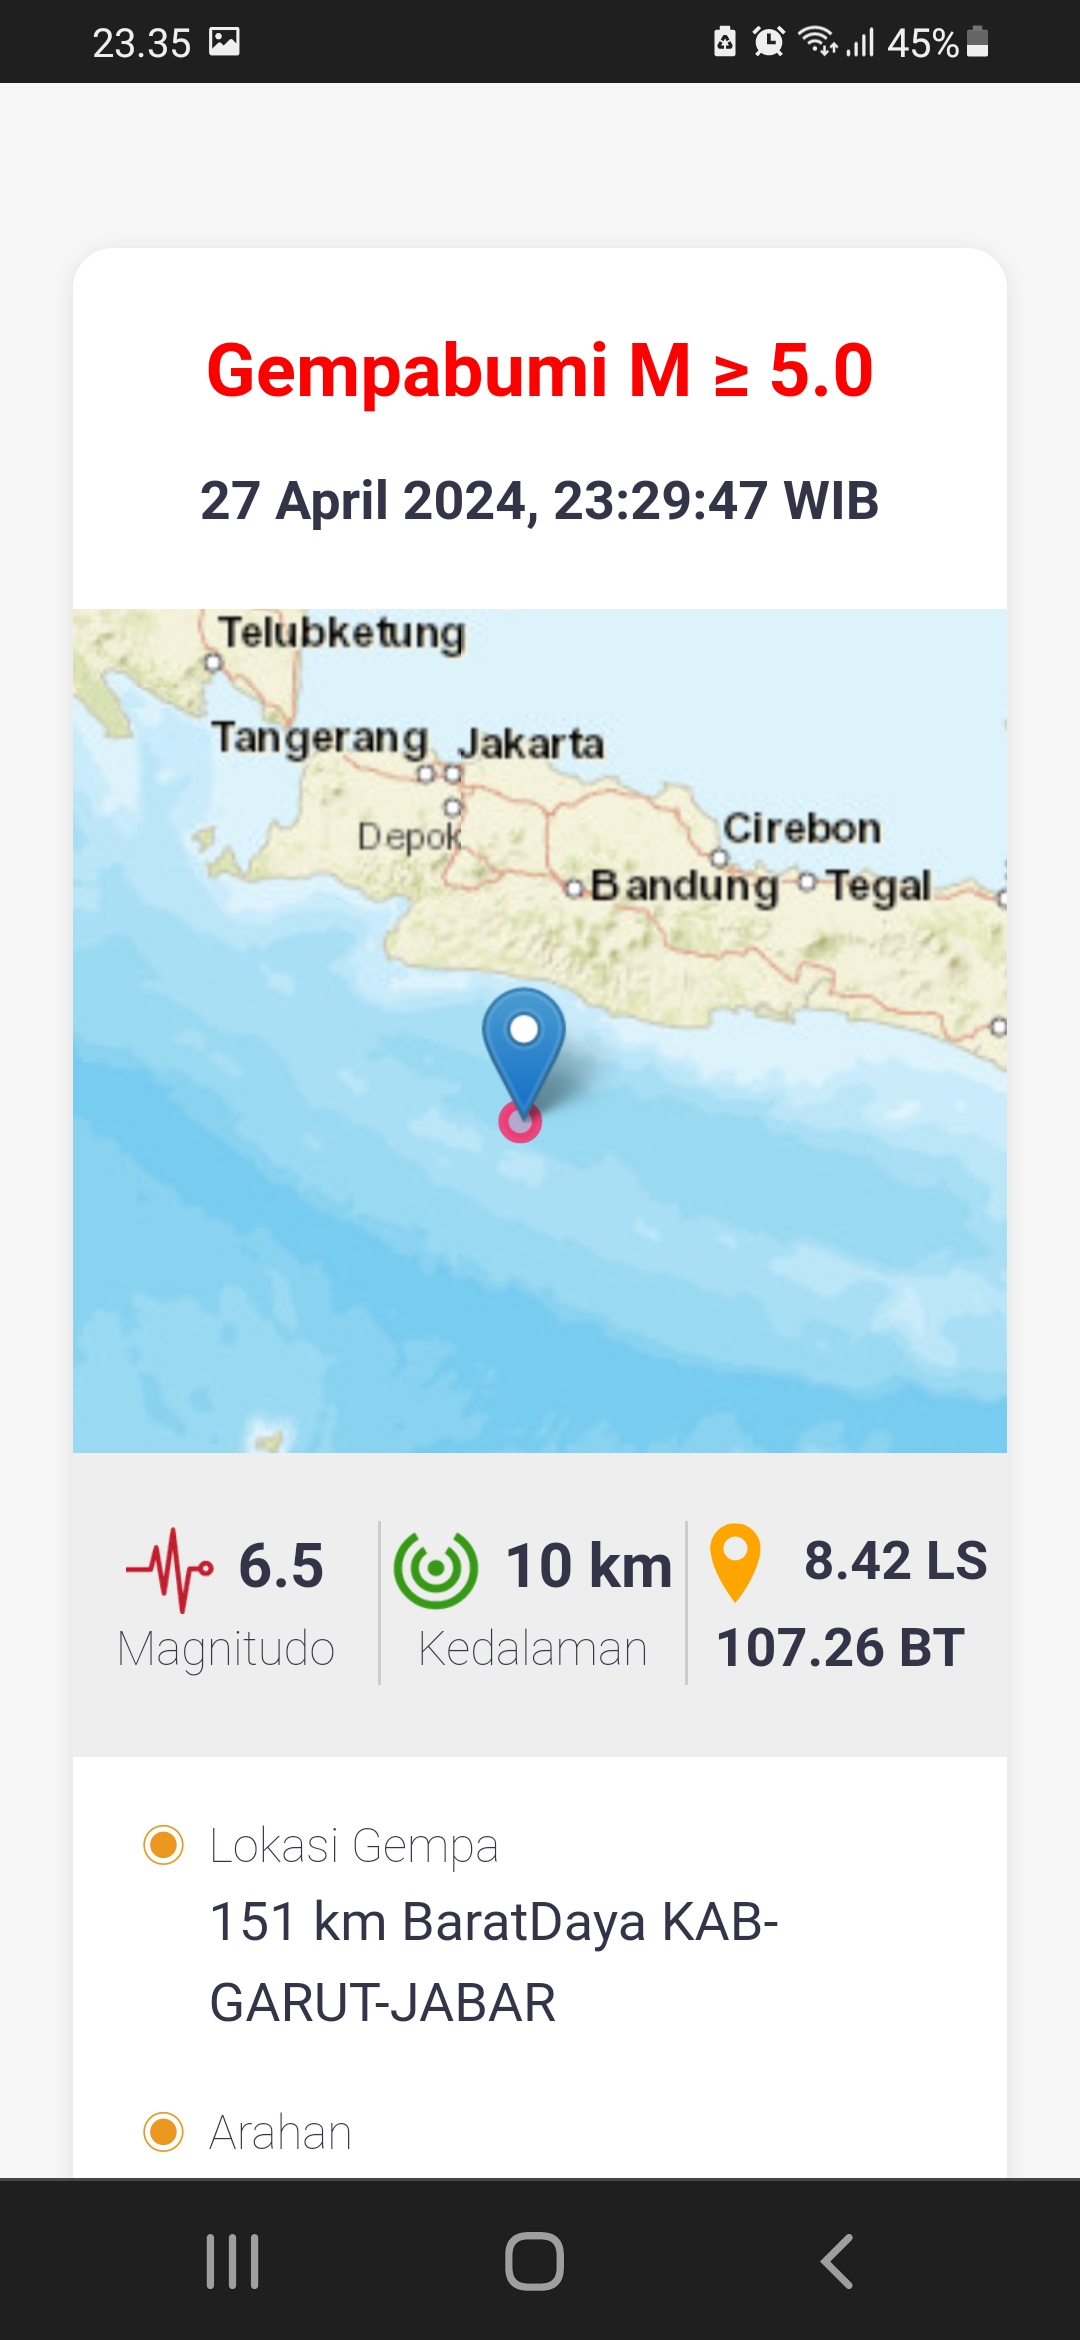 23.35
45%
Gempabumi M ≥ 5.0
27 April 2024, 23:29:47 WIB
Telubketung
Tangerang Jakarta
Depok
Cirebon
Bandung Tegal
6.5
Magnitudo
10 km
Kedalaman
8.42 LS
107.26 BT
Lokasi Gempa
151 km BaratDaya KAB-
GARUT-JABAR
Arahan